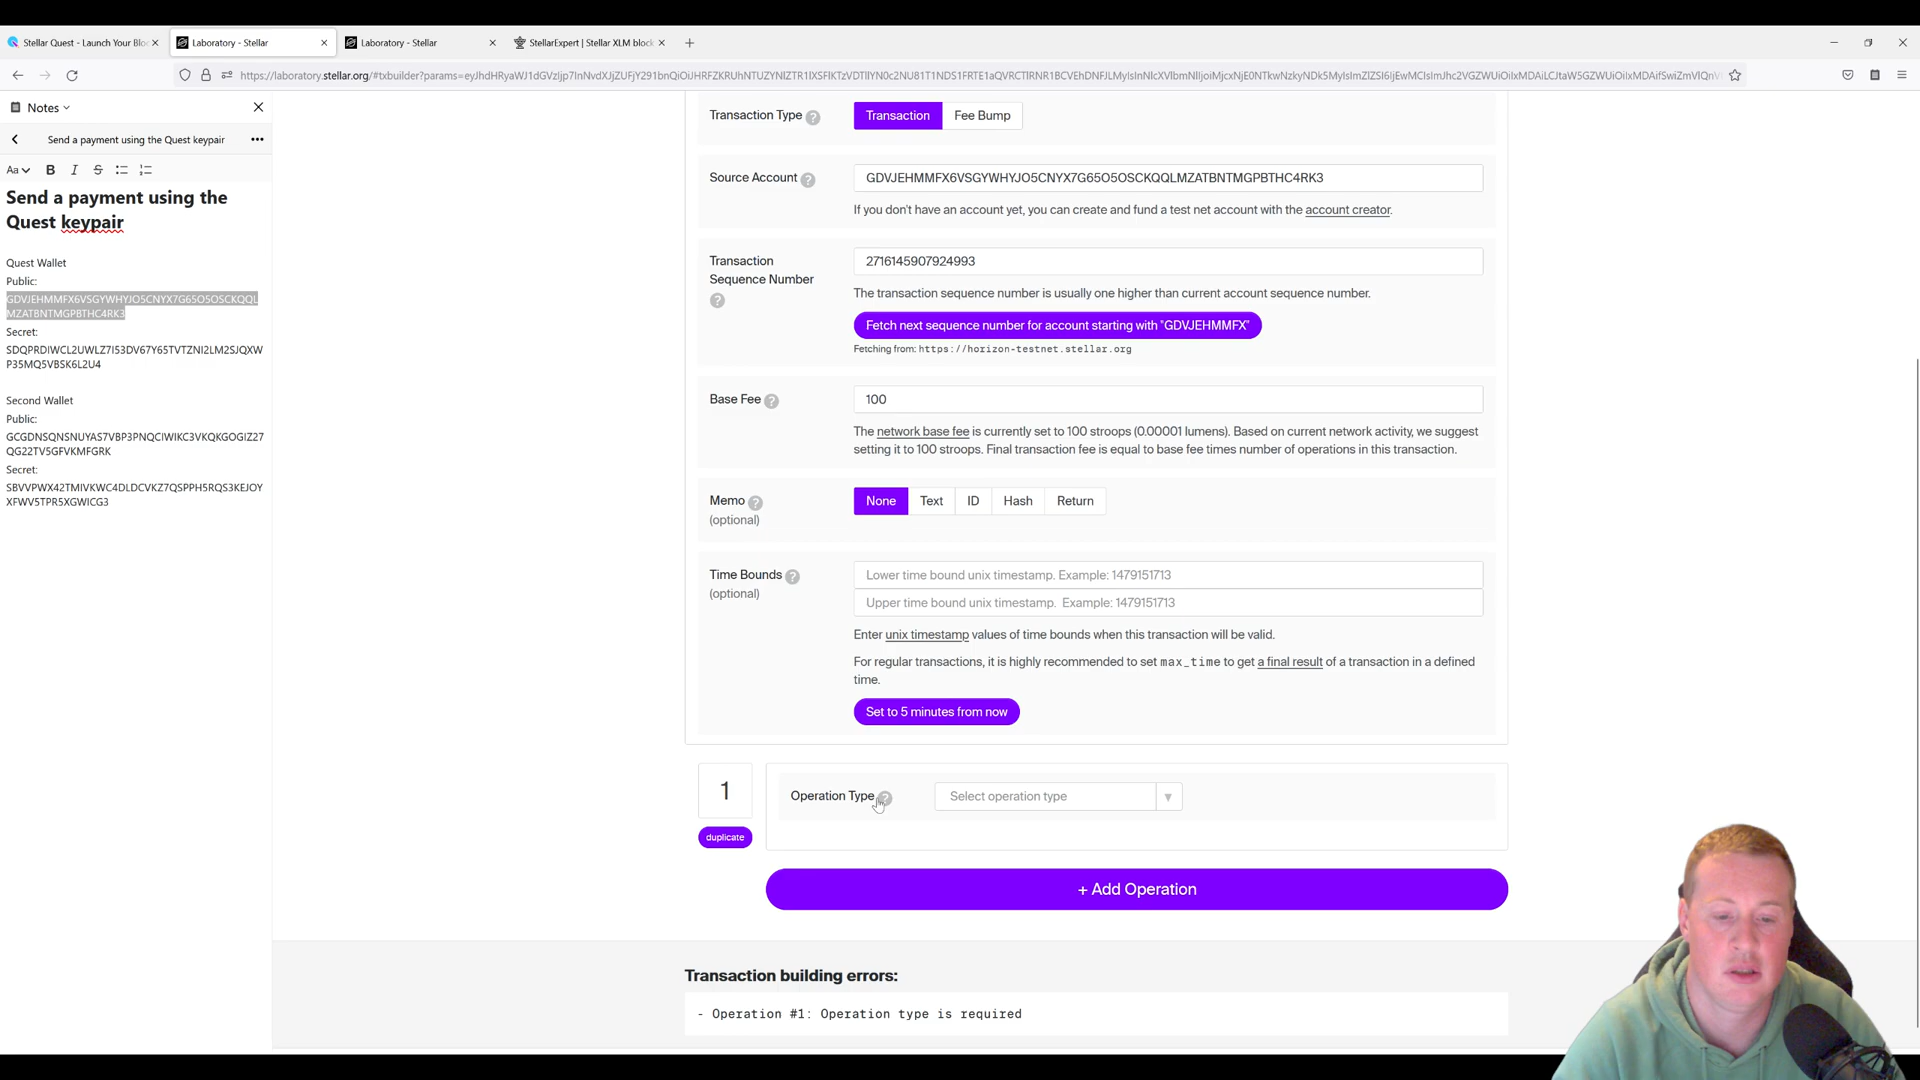 Stellar Quest - Launch Your Bloc
Laboratory - Stellar
Laboratory - Stellar
StellarExpert | Stellar XLM block
Notes
Send a payment using the Quest keypair
Aa B I S
Send a payment using the
Quest keypair
Quest Wallet
Public:
GDVJEHMMFX6VSGYWHYJO5CNYX7G65O5OSCKQQL
MZATBNTMGPBTHC4RK3
Secret:
SDQPRDIWCL2UWLZ7I53DV67Y65TVTZNI2LM2SJQXW
P35MQ5VBSK6L2U4
Second Wallet
Public:
GCGDNSQNSNUYAS7VBP3PNQCIWIKC3VKQKGOGIZ27
QG22TV5GFVKMFGRK
Secret:
SBVVPWX42TMIVKWC4DLDCVKZ7QSPPH5RQS3KEJOY
XFWV5TPR5XGWICG3
Transaction Type ?
Transaction Fee Bump
Source Account ?
GDVJEHMMFX6VSGYWHYJO5CNYX7G65O5OSCKQQLMZATBNTMGPBTHC4RK3
If you don't have an account yet, you can create and fund a test net account with the account creator.
Transaction
Sequence Number
?
2716145907924993
The transaction sequence number is usually one higher than current account sequence number.
Fetch next sequence number for account starting with "GDVJEHMMFX"
Fetching from: https://horizon-testnet.stellar.org
Base Fee ?
100
The network base fee is currently set to 100 stroops (0.00001 lumens). Based on current network activity, we suggest
setting it to 100 stroops. Final transaction fee is equal to base fee times number of operations in this transaction.
Memo ?
(optional)
None Text ID Hash Return
Time Bounds ?
(optional)
Lower time bound unix timestamp. Example: 1479151713
Upper time bound unix timestamp. Example: 1479151713
Enter unix timestamp values of time bounds when this transaction will be valid.
For regular transactions, it is highly recommended to set max_time to get a final result of a transaction in a defined
time.
Set to 5 minutes from now
1
duplicate
Operation Type ?
Select operation type
+ Add Operation
Transaction building errors:
- Operation #1: Operation type is required